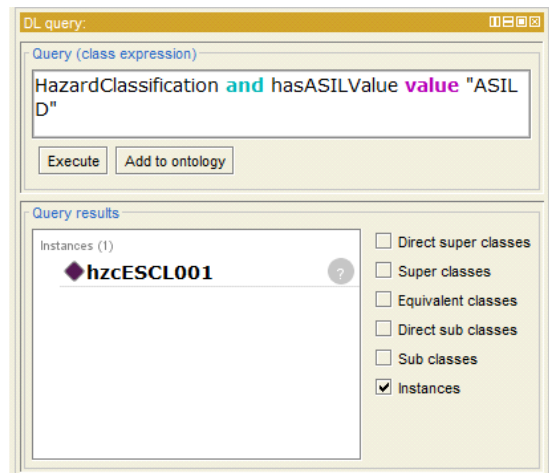 DL query:
Query (class expression)
HazardClassification and hasASILValue value "ASIL
D"
Execute
Add to ontology
Query results
Instances (1)
hzcESCL001
?
Direct super classes
Super classes
Equivalent classes
Direct sub classes
Sub classes
Instances